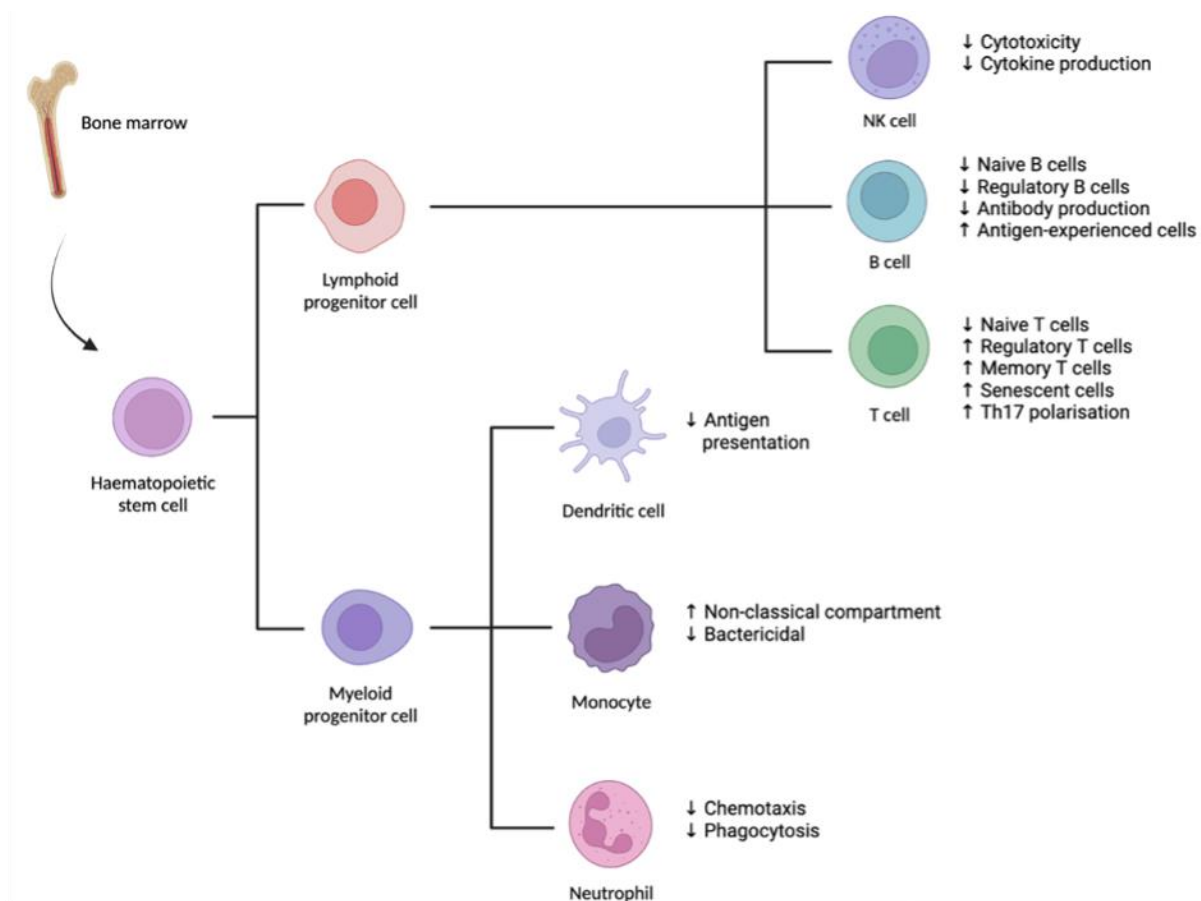 Bone marrow
Haematopoietic
stem cell
Lymphoid
progenitor cell
Myeloid
progenitor cell
NK cell
↓ Cytotoxicity
↓ Cytokine production
B cell
↓ Naive B cells
↓ Regulatory B cells
↓ Antibody production
↑ Antigen-experienced cells
T cell
↓ Naive T cells
↑ Regulatory T cells
↑ Memory T cells
↑ Senescent cells
↑ Th17 polarisation
Dendritic cell
↓ Antigen
presentation
Monocyte
↑ Non-classical compartment
↓ Bactericidal
Neutrophil
↓ Chemotaxis
↓ Phagocytosis